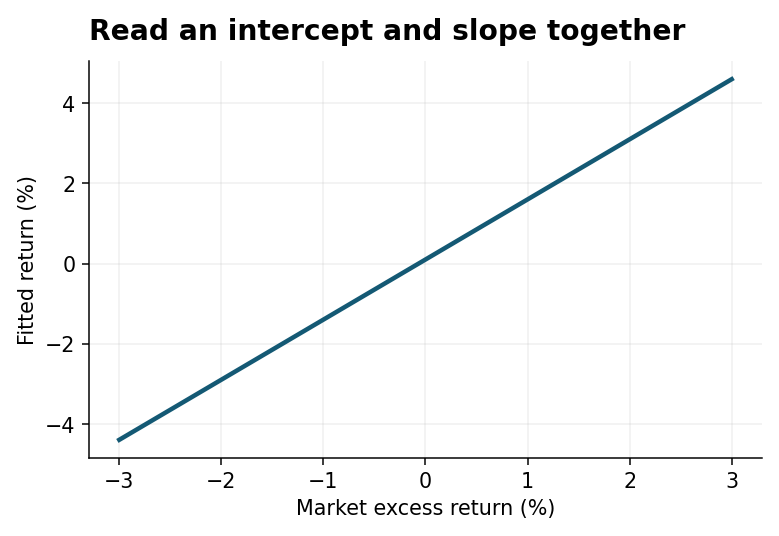 Read an intercept and slope together
4
2
0
−2
−4
Fitted return (%)
−3 −2 −1 0 1 2 3
Market excess return (%)